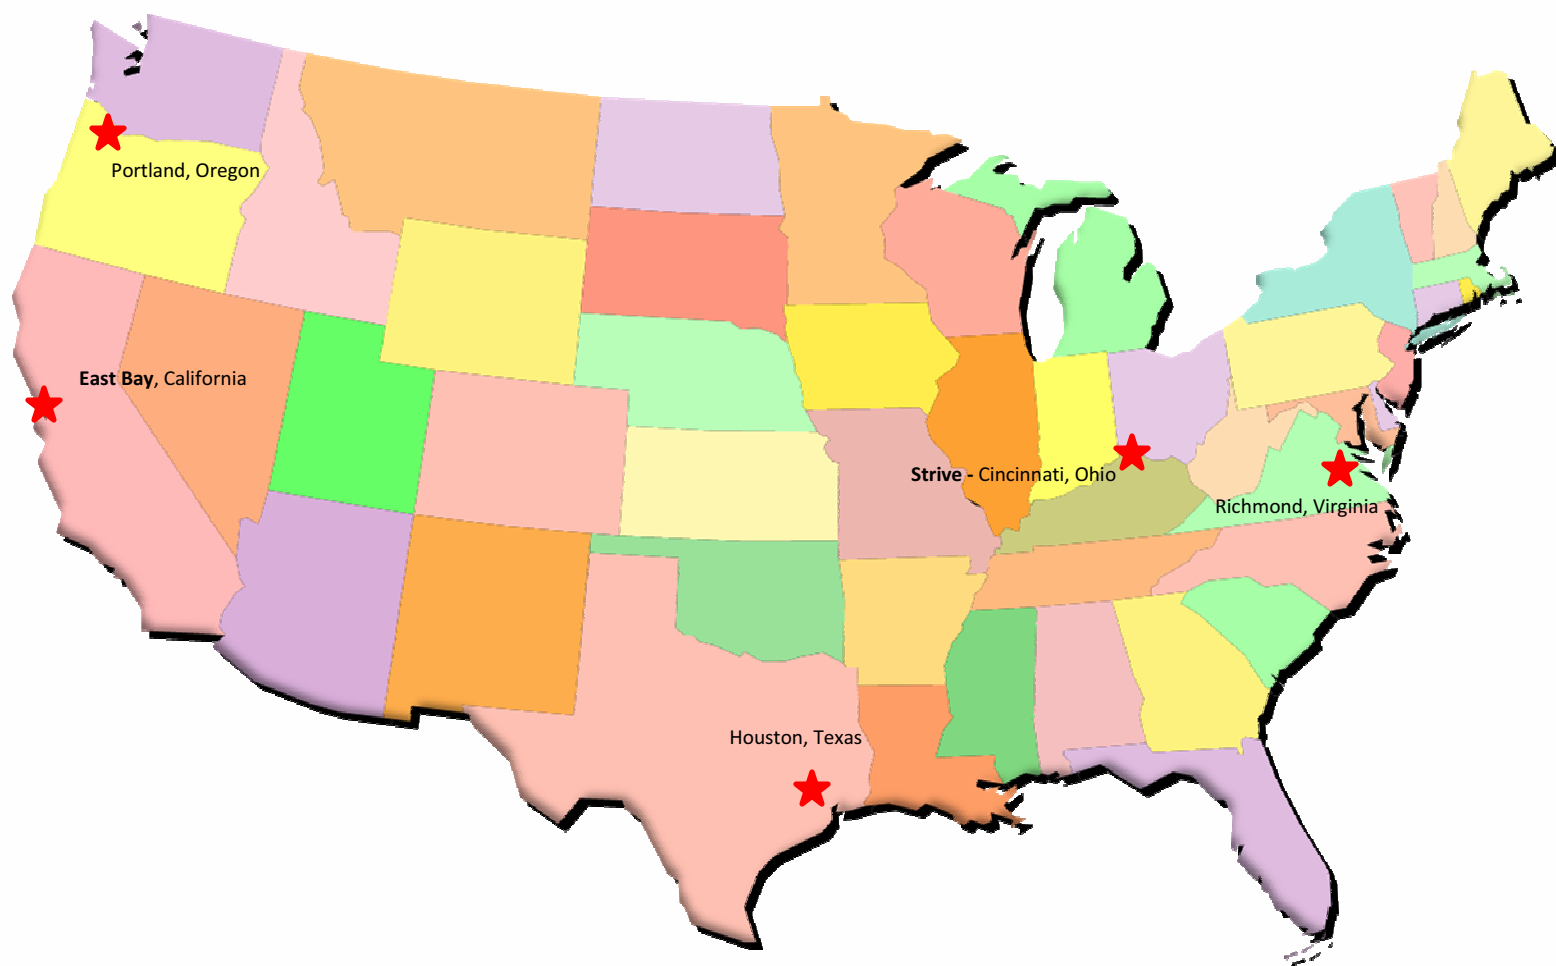 Portland, Oregon
East Bay, California
Strive - Cincinnati, Ohio
Richmond, Virginia
Houston, Texas